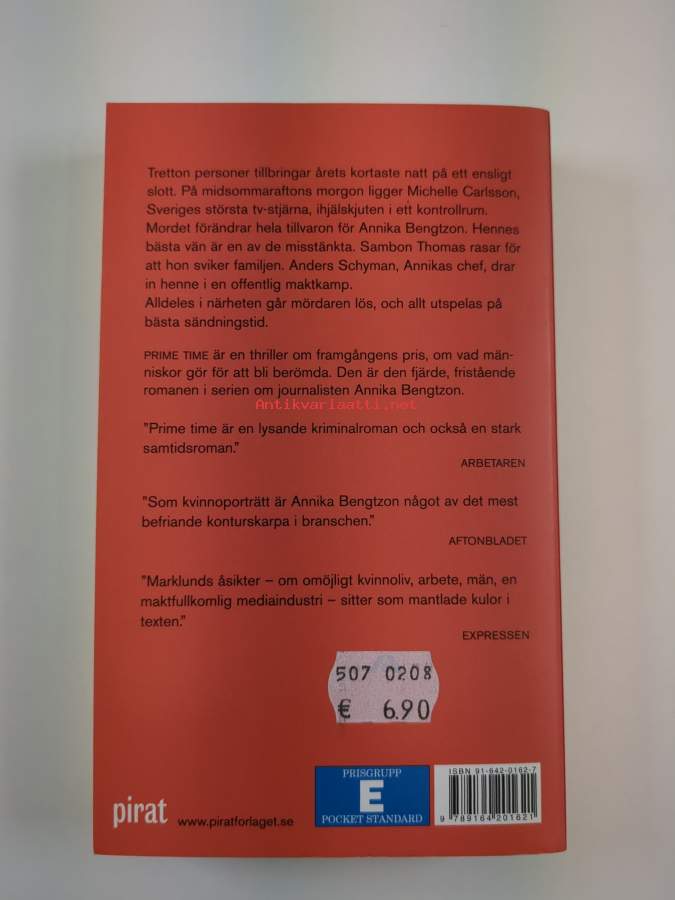 Tretton personer tillbringar årets kortaste natt på ett ensligt
slott. På midsommaraftons morgon ligger Michelle Carlsson,
Sveriges största tv-stjärna, ihjälskjuten i ett kontrollrum.
Mordet förändrar hela tillvaron för Annika Bengtzon. Hennes
bästa vän är en av de misstänkta. Sambon Thomas rasar för
att hon sviker familjen. Anders Schyman, Annikas chef, drar
in henne i en offentlig maktkamp.
Alldeles i närheten går mördaren lös, och allt utspelas på
bästa sändningstid.
PRIME TIME är en thriller om framgångens pris, om vad män-
niskor gör för att bli berömda. Den är den fjärde, fristående
romanen i serien om journalisten Annika Bengtzon.
Antikvariaatti.net
"Prime time är en lysande kriminalroman och också en stark
samtidsroman."
ARBETAREN
"Som kvinnoporträtt är Annika Bengtzon något av det mest
befriande konturskarpa i branschen."
AFTONBLADET
"Marklunds åsikter – om omöjligt kvinnoliv, arbete, män, en
maktfullkomlig mediaindustri – sitter som mantlade kulor i
texten."
EXPRESSEN
507 0208
€ 6.90
pirat
www.piratforlaget.se
PRISGRUPP
E
POCKET STANDARD
ISBN 91-642-0162-7
9 789164 201621